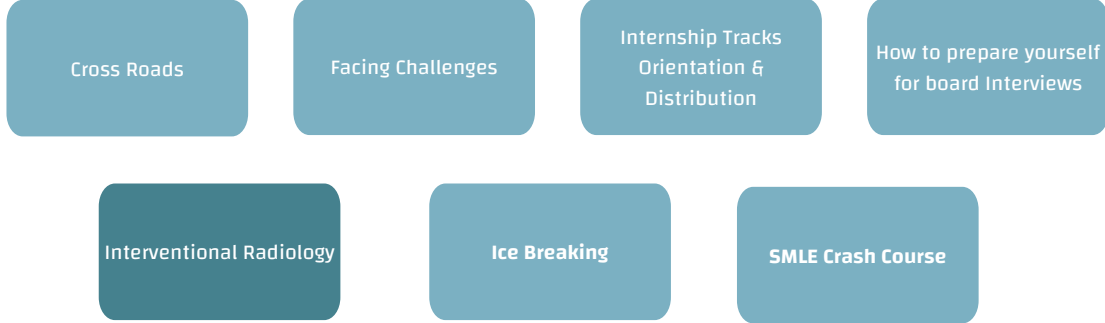 Cross Roads
Facing Challenges
Internship Tracks
Orientation &
Distribution
How to prepare yourself
for board Interviews
Interventional Radiology
Ice Breaking
SMLE Crash Course